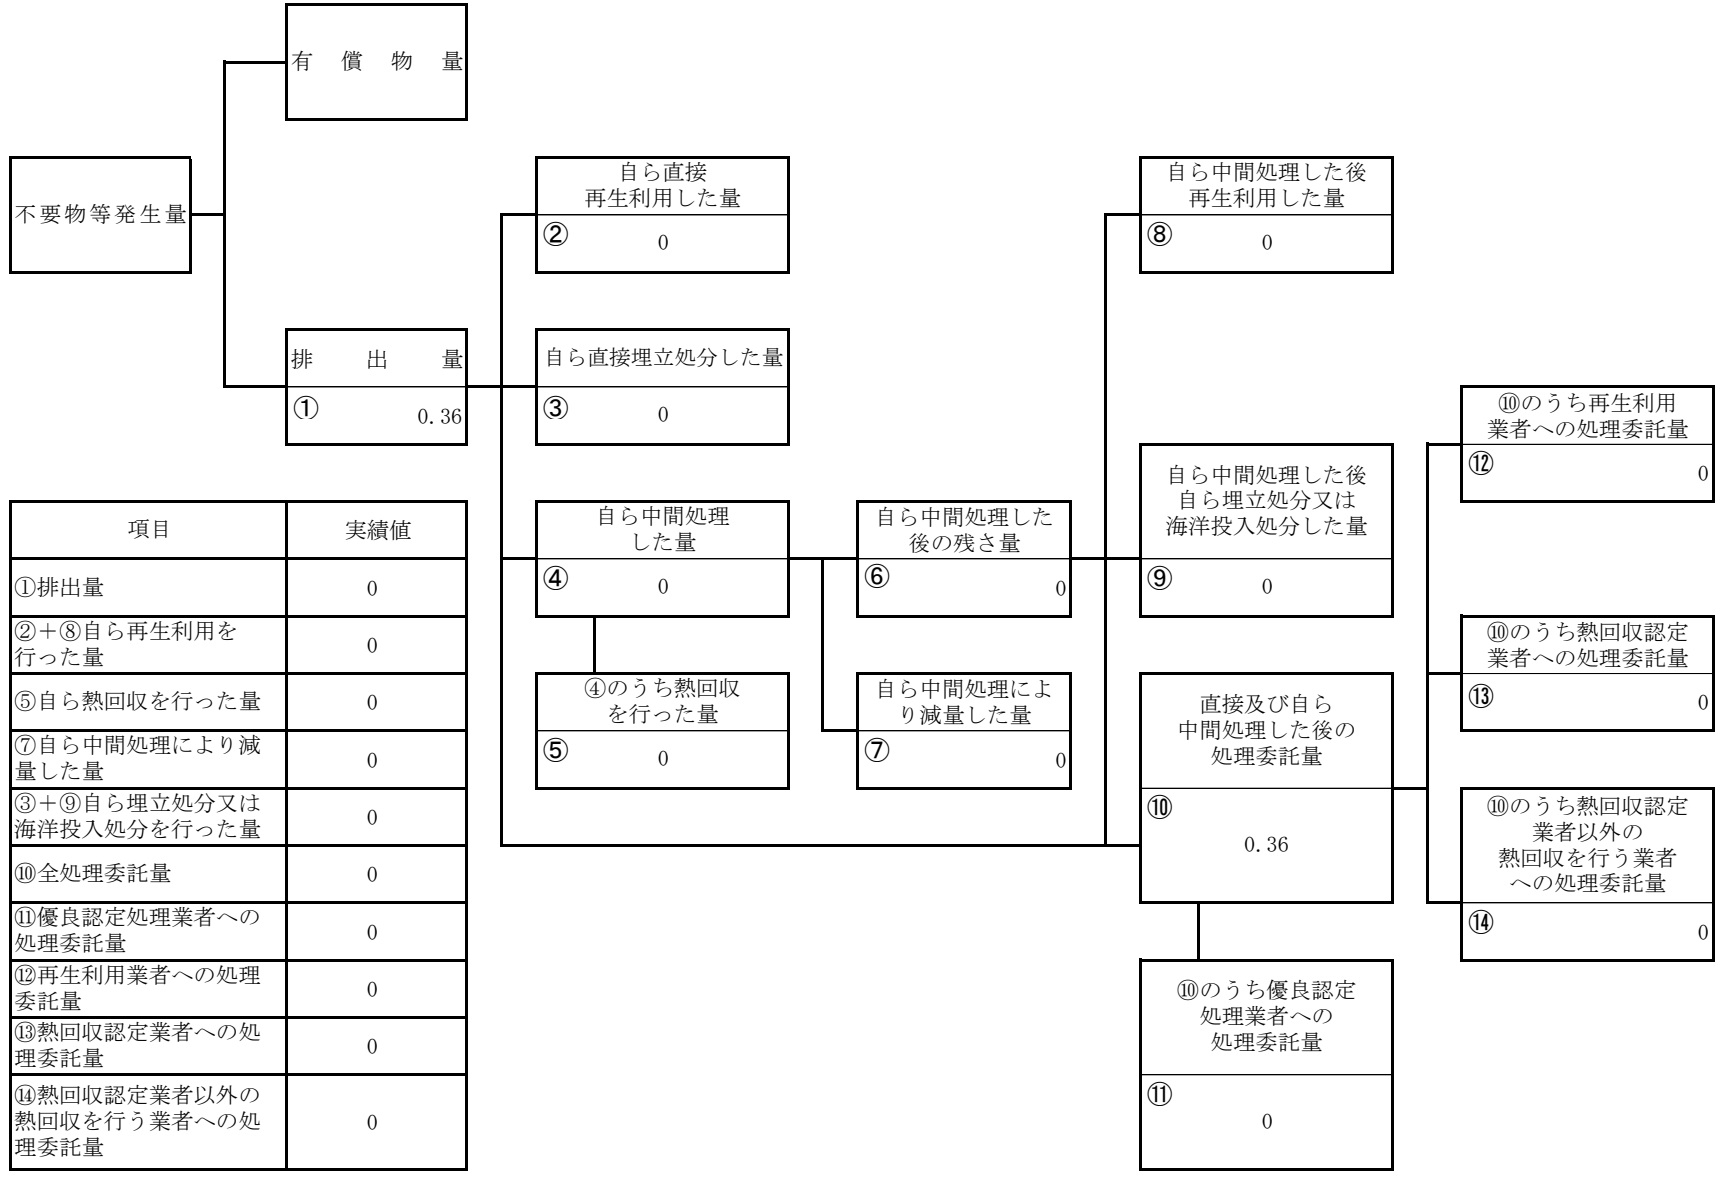 有償物量
不要物等発生量
自ら直接
再生利用した量
② 0
自ら中間処理した後
再生利用した量
⑧ 0
排出量
① 0.36
自ら直接埋立処分した量
③ 0
⑩のうち再生利用
業者への処理委託量
⑫ 0
自ら中間処理した後
自ら埋立処分又は
海洋投入処分した量
⑨ 0
自ら中間処理
した量
④ 0
自ら中間処理した
後の残さ量
⑥ 0
④のうち熱回収
を行った量
⑤ 0
自ら中間処理によ
り減量した量
⑦ 0
直接及び自ら
中間処理した後の
処理委託量
⑩
0.36
⑩のうち熱回収認定
業者への処理委託量
⑬ 0
⑩のうち熱回収認定
業者以外の
熱回収を行う業者
への処理委託量
⑭ 0
⑩のうち優良認定
処理業者への
処理委託量
⑪
0
項目 実績値
①排出量 0
②＋⑧自ら再生利用を
行った量 0
⑤自ら熱回収を行った量 0
⑦自ら中間処理により減
量した量 0
③＋⑨自ら埋立処分又は
海洋投入処分を行った量 0
⑩全処理委託量 0
⑪優良認定処理業者への
処理委託量 0
⑫再生利用業者への処理
委託量 0
⑬熱回収認定業者への処
理委託量 0
⑭熱回収認定業者以外の
熱回収を行う業者への処 0
理委託量